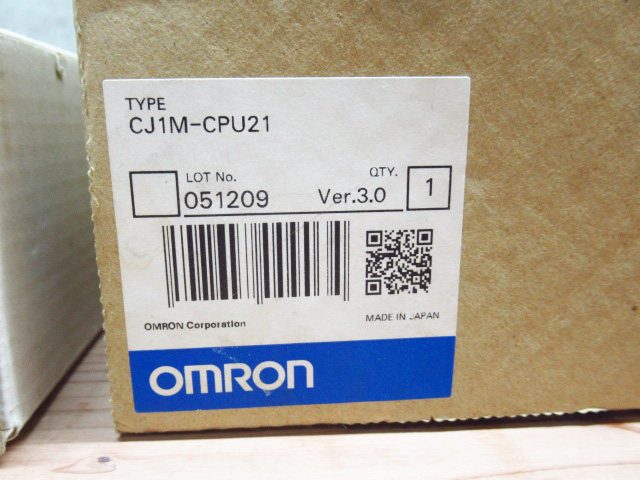 TYPE
CJ1M-CPU21
LOT No. QTY.
051209 Ver.3.0 1
OMRON Corporation MADE IN JAPAN
OMRON